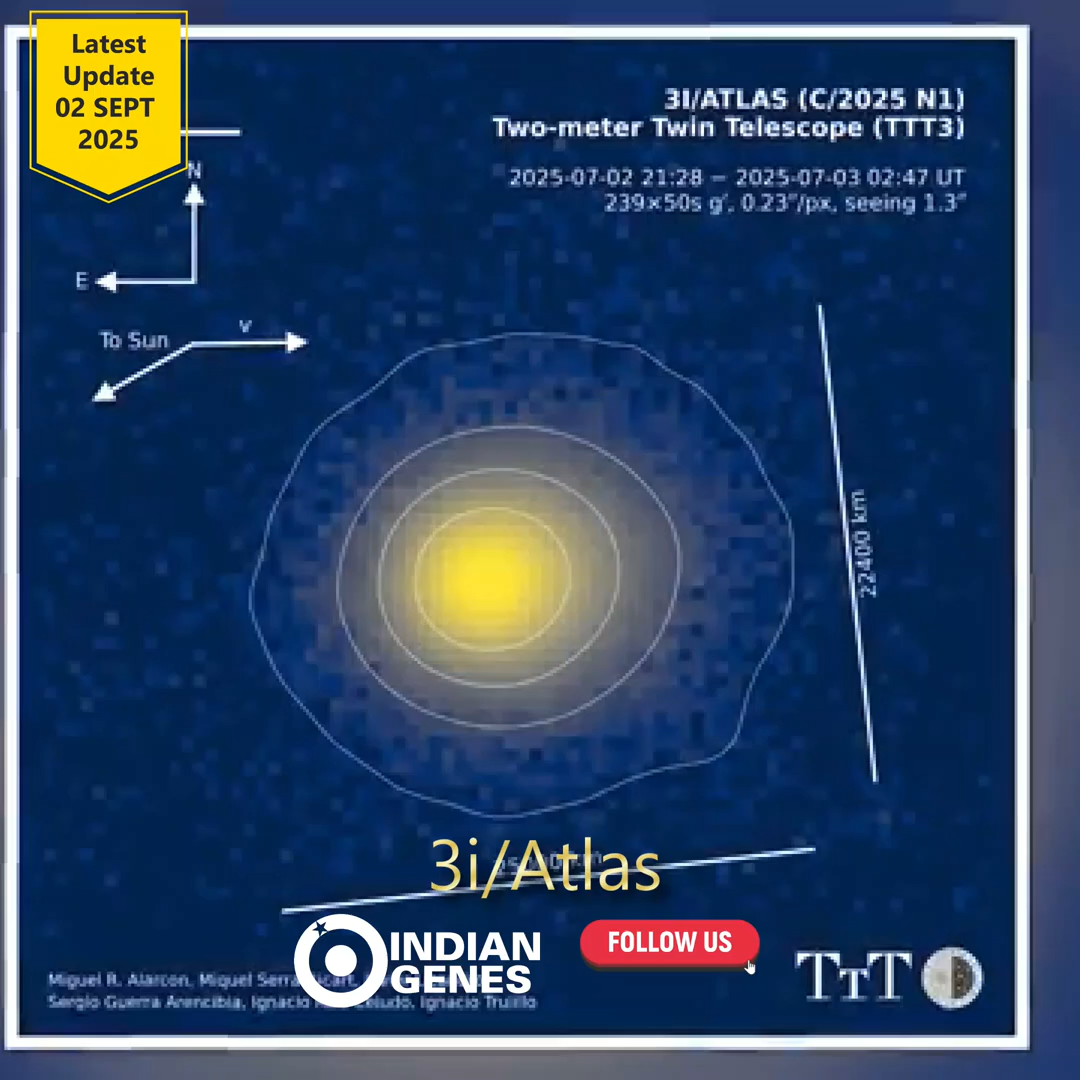 Latest
Update
02 SEPT
2025
3I/ATLAS (C/2025 N1)
Two-meter Twin Telescope (TTT3)
2025-07-02 21:28 − 2025-07-03 02:47 UT
239×50s g', 0.23"/px, seeing 1.3"
N
E
To Sun
v
22400 km
3i/Atlas
INDIAN
GENES
FOLLOW US
Miguel R. Alarcon, Miquel Serra
Sergio Guerra Arencibia, Ignacio Ignacio Trujillo
TTT